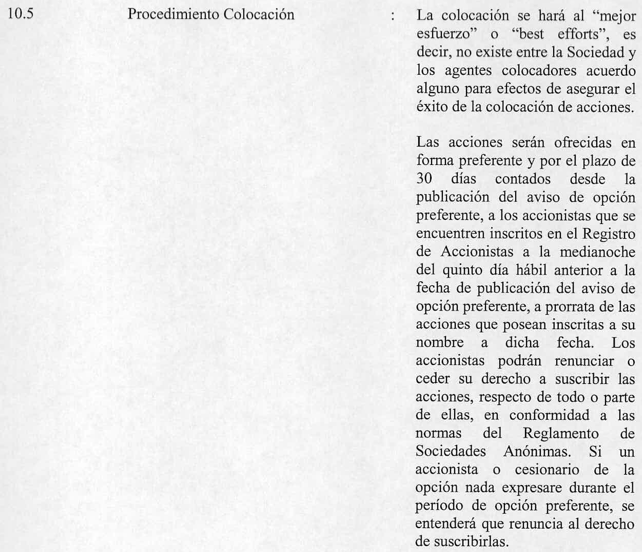 10.5 Procedimiento Colocación : La colocación se hará al “mejor
esfuerzo” o “best efforts”, es
decir, no existe entre la Sociedad y
los agentes colocadores acuerdo
alguno para efectos de asegurar el
éxito de la colocación de acciones.
Las acciones serán ofrecidas en
forma preferente y por el plazo de
30 días contados desde la
publicación del aviso de opción
preferente, a los accionistas que se
encuentren inscritos en el Registro
de Accionistas a la medianoche
del quinto día hábil anterior a la
fecha de publicación del aviso de
opción preferente, a prorrata de las
acciones que posean inscritas a su
nombre a dicha fecha. Los
accionistas podrán renunciar o
ceder su derecho a suscribir las
acciones, respecto de todo o parte
de ellas, en conformidad a las
normas del Reglamento de
Sociedades Anónimas. Si un
accionista o cesionario de la
opción nada expresare durante el
período de opción preferente, se
entenderá que renuncia al derecho
de suscribirlas.